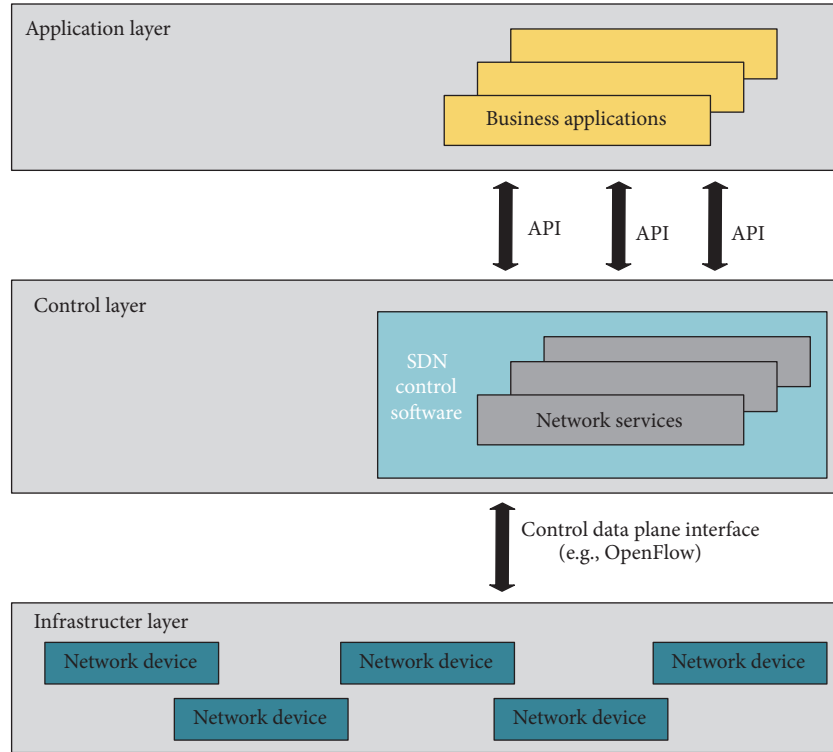 Application layer
Business applications
API
API
API
Control layer
SDN
control
software
Network services
Control data plane interface
(e.g., OpenFlow)
Infrastructer layer
Network device
Network device
Network device
Network device
Network device